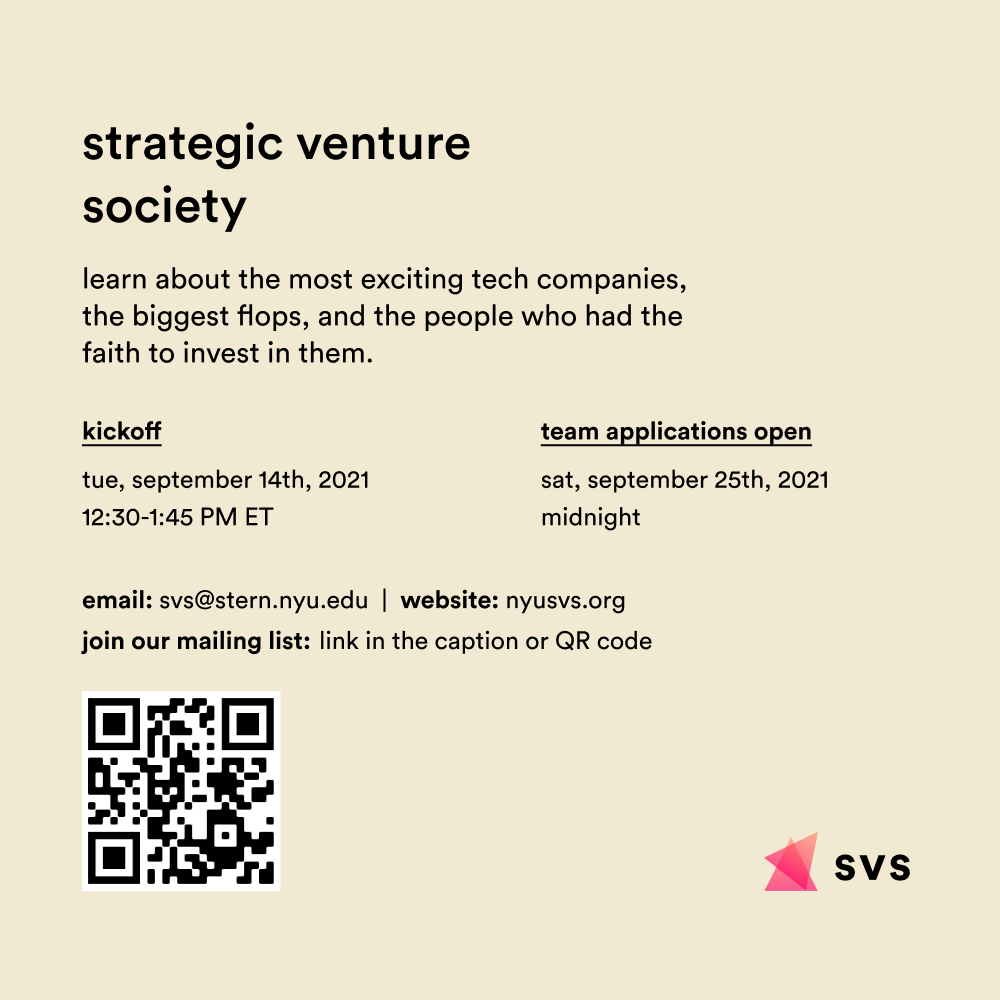 strategic venture
society
learn about the most exciting tech companies,
the biggest flops, and the people who had the
faith to invest in them.
kickoff
tue, september 14th, 2021
12:30-1:45 PM ET
team applications open
sat, september 25th, 2021
midnight
email: svs@stern.nyu.edu | website: nyusvs.org
join our mailing list: link in the caption or QR code
svs